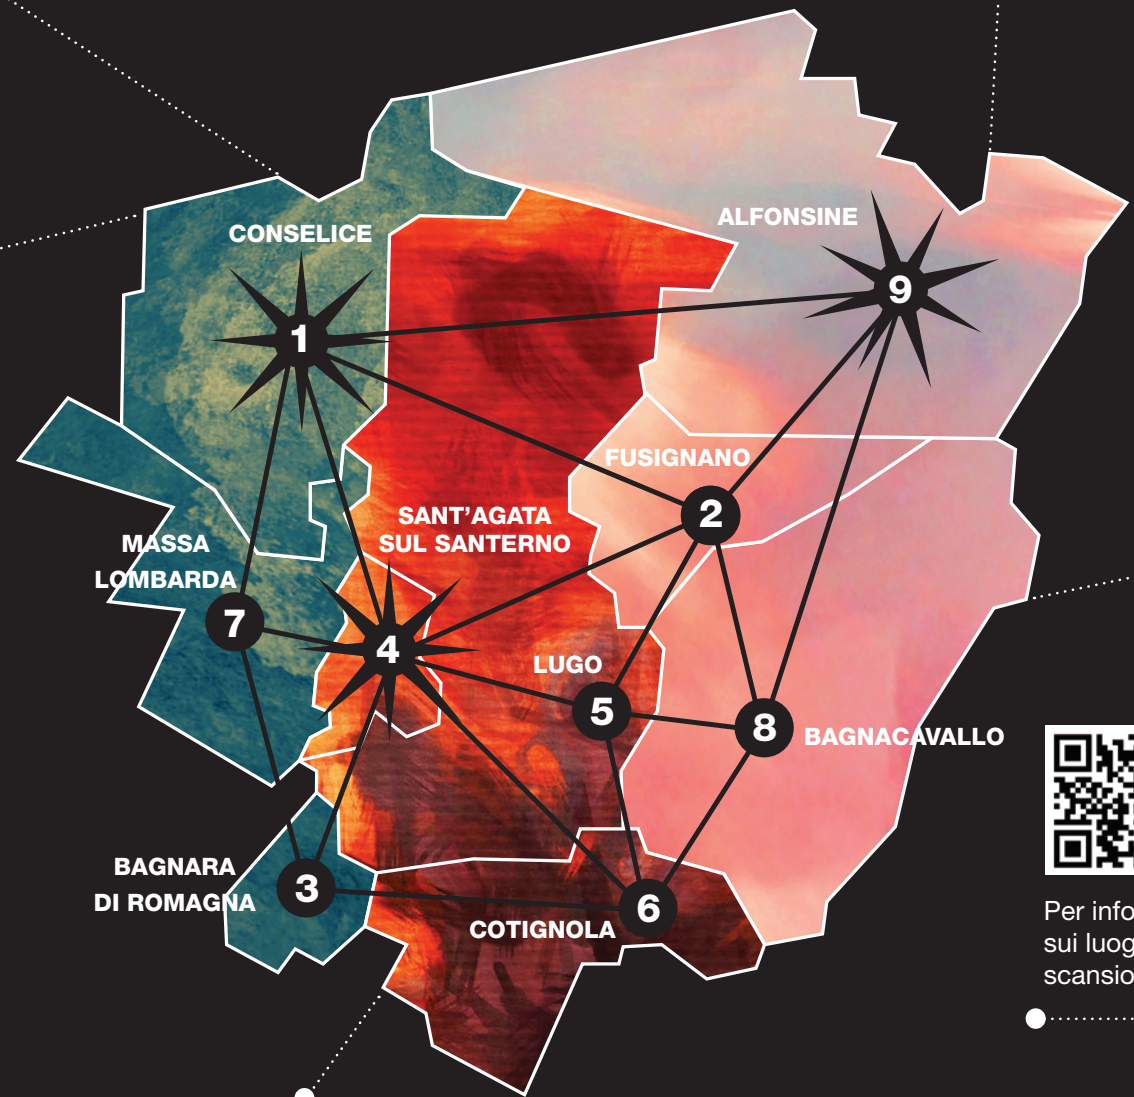 CONSELICE
1
ALFONSINE
9
FUSIGNANO
2
SANT'AGATA
SUL SANTERNO
4
MASSA
LOMBARDA
7
LUGO
5
8
BAGNACAVALLO
BAGNARA
DI ROMAGNA
3
COTIGNOLA
6
Per info
sui luog
scansio